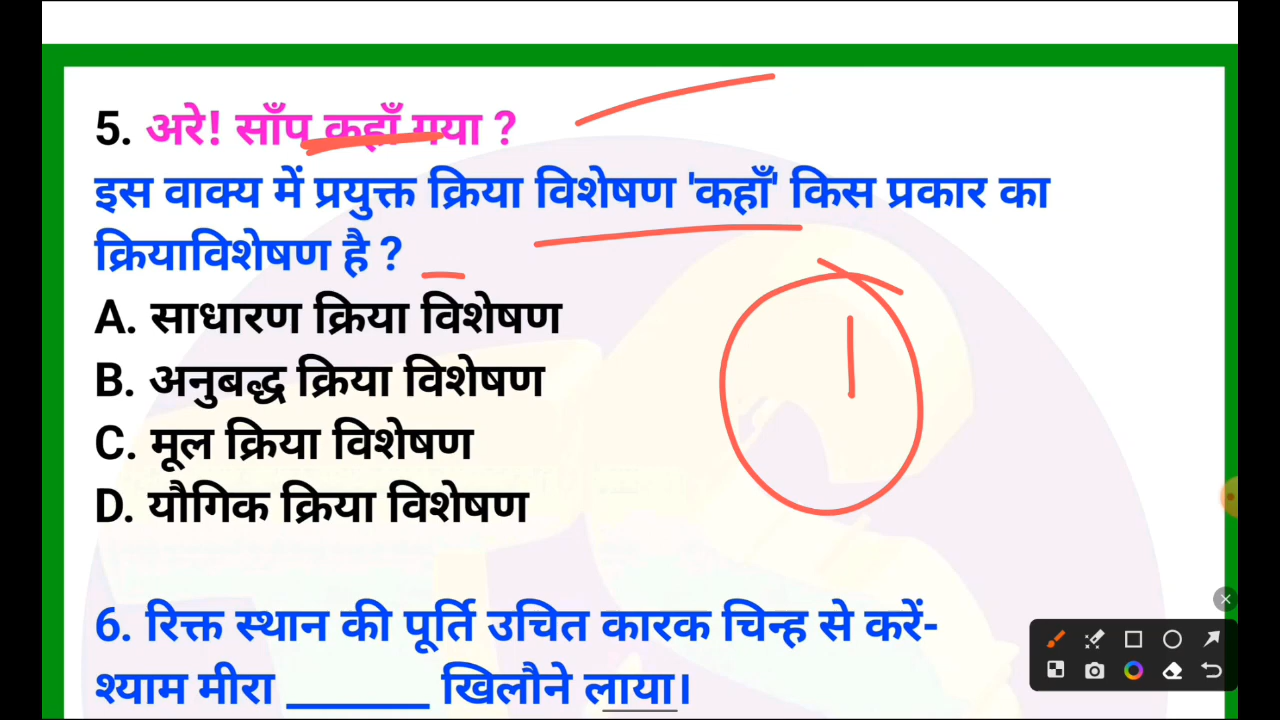 5. अरे! साँप कहाँ गया ?
इस वाक्य में प्रयुक्त क्रिया विशेषण 'कहाँ' किस प्रकार का
क्रियाविशेषण है ?
A. साधारण क्रिया विशेषण
B. अनुबद्ध क्रिया विशेषण
C. मूल क्रिया विशेषण
D. यौगिक क्रिया विशेषण
6. रिक्त स्थान की पूर्ति उचित कारक चिन्ह से करें-
श्याम मीरा ______ खिलौने लाया।